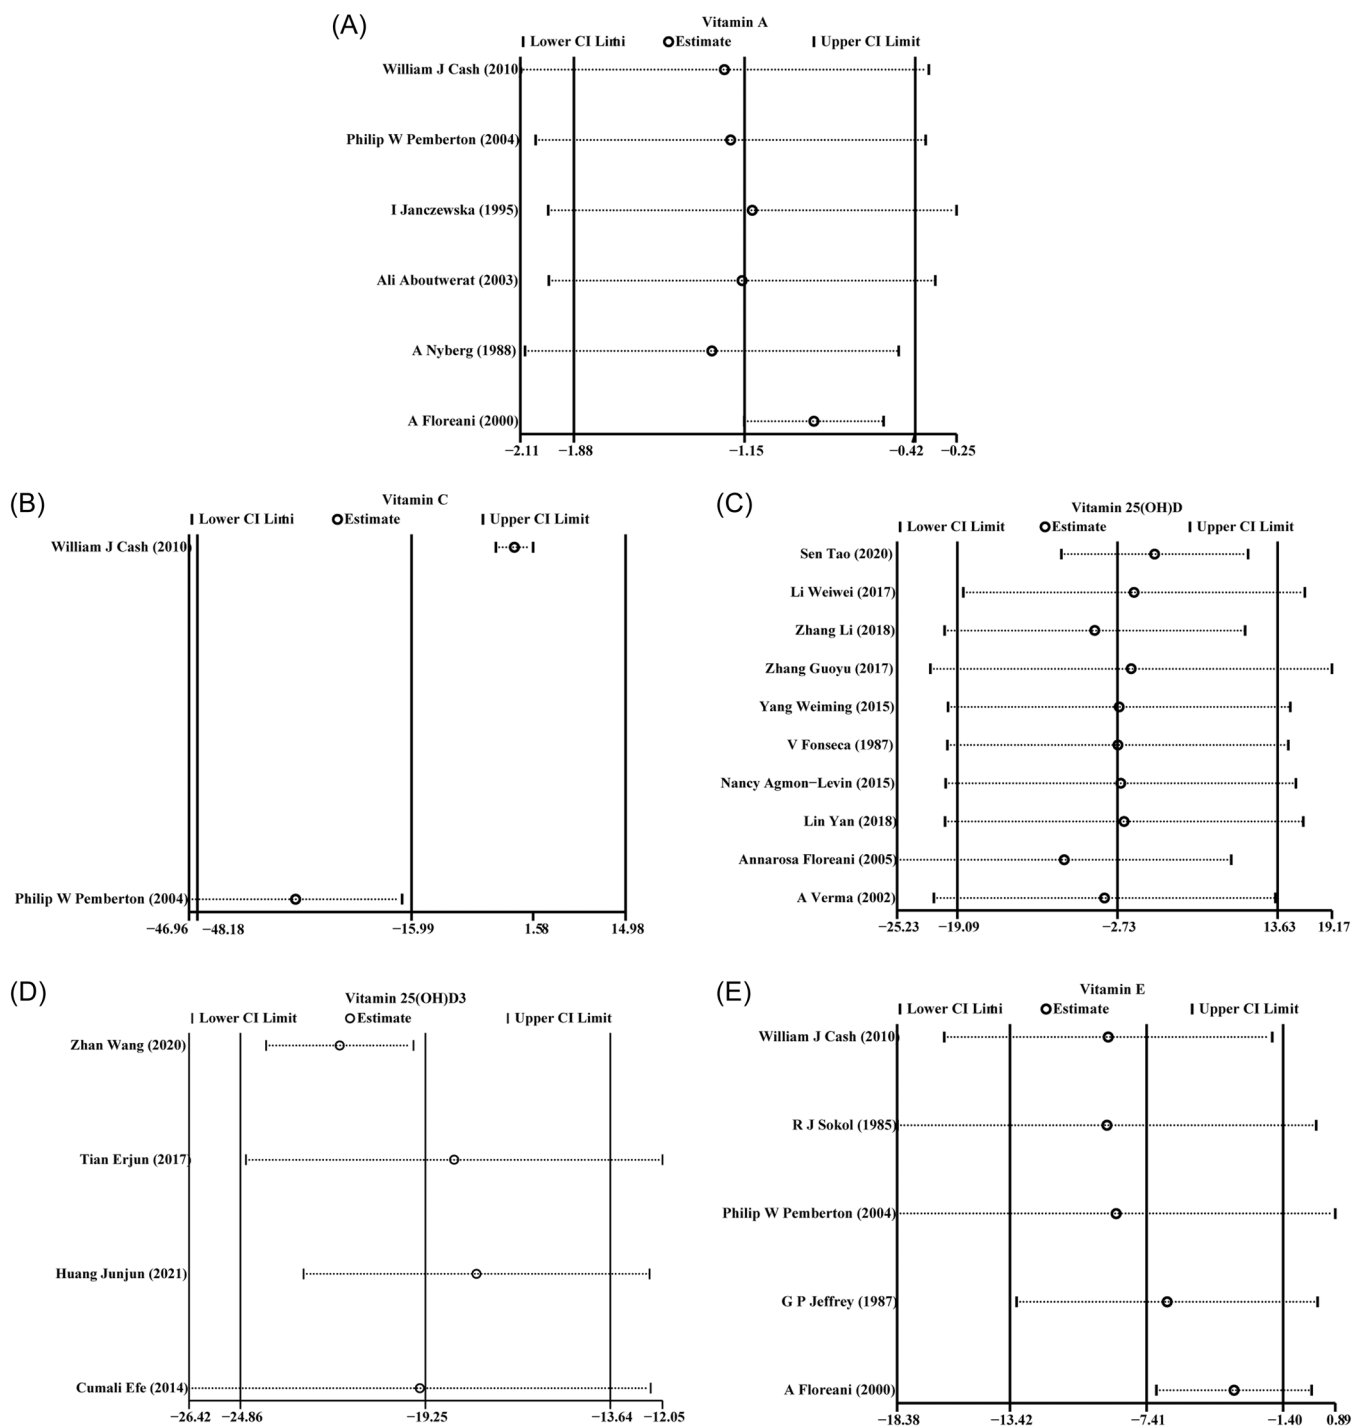 (A)
Vitamin A
Lower CI Limi Estimate Upper CI Limit
William J Cash (2010)
Philip W Pemberton (2004)
I Janczewska (1995)
Ali Aboutwerat (2003)
A Nyberg (1988)
A Floreani (2000)
−2.11 −1.88 −1.15 −0.42 −0.25
(B)
Vitamin C
Lower CI Limi Estimate Upper CI Limit
William J Cash (2010)
Philip W Pemberton (2004)
−46.96 −48.18 −15.99 1.58 14.98
(C)
Vitamin 25(OH)D
Lower CI Limit Estimate Upper CI Limit
Sen Tao (2020)
Li Weiwei (2017)
Zhang Li (2018)
Zhang Guoyu (2017)
Yang Weiming (2015)
V Fonseca (1987)
Nancy Agmon−Levin (2015)
Lin Yan (2018)
Annarosa Floreani (2005)
A Verma (2002)
−25.23 −19.09 −2.73 13.63 19.17
(D)
Vitamin 25(OH)D3
Lower CI Limit Estimate Upper CI Limit
Zhan Wang (2020)
Tian Erjun (2017)
Huang Junjun (2021)
Cumali Efe (2014)
−26.42 −24.86 −19.25 −13.64 −12.05
(E)
Vitamin E
Lower CI Limi Estimate Upper CI Limit
William J Cash (2010)
R J Sokol (1985)
Philip W Pemberton (2004)
G P Jeffrey (1987)
A Floreani (2000)
−18.38 −13.42 −7.41 −1.40 0.89